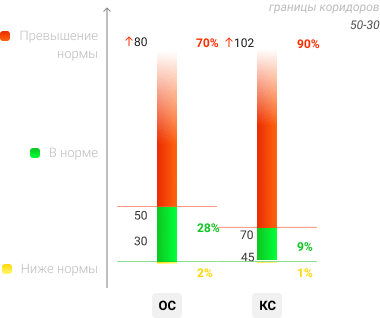 границы коридоров
50-30
Превышение
нормы
↑80
70%
↑102
90%
В норме
50
30
28%
70
45
9%
Ниже нормы
2%
1%
ОС
КС